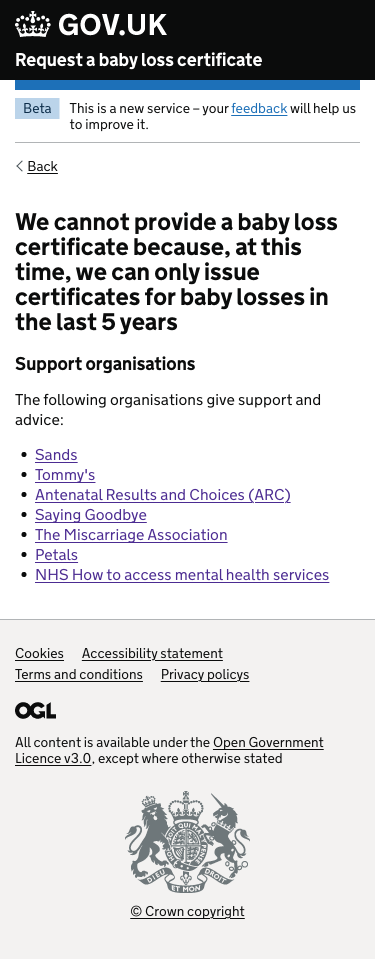 GOV.UK
Request a baby loss certificate
Beta
This is a new service – your feedback will help us
to improve it.
Back
We cannot provide a baby loss
certificate because, at this
time, we can only issue
certificates for baby losses in
the last 5 years
Support organisations
The following organisations give support and
advice:
• Sands
• Tommy's
• Antenatal Results and Choices (ARC)
• Saying Goodbye
• The Miscarriage Association
• Petals
• NHS How to access mental health services
Cookies Accessibility statement
Terms and conditions Privacy policys
OGL
All content is available under the Open Government
Licence v3.0, except where otherwise stated
DIEU ET MON
© Crown copyright